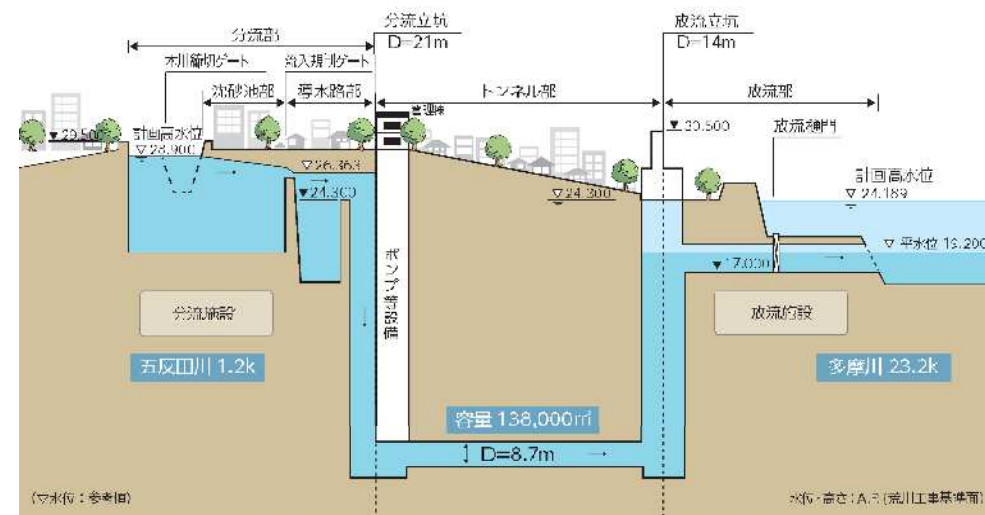 分流部
分流立坑
D=21m
放流立坑
D=14m
本川締切ゲート
流入規制ゲート
沈砂池部
導水路部
トンネル部
放流部
管理棟
放流樋門
▼29.500
計画高水位
▽28.900
▽26.363
▼24.300
▽24.300
▼30.500
計画高水位
▽24.189
▽ 平水位 19.200
▼17.000
ポンプ等設備
分流施設
放流施設
五反田川 1.2k
多摩川 23.2k
容量 138,000㎥
D=8.7m
(▽水位:参考値)
水位・高さ:A.P.(荒川工事基準面)